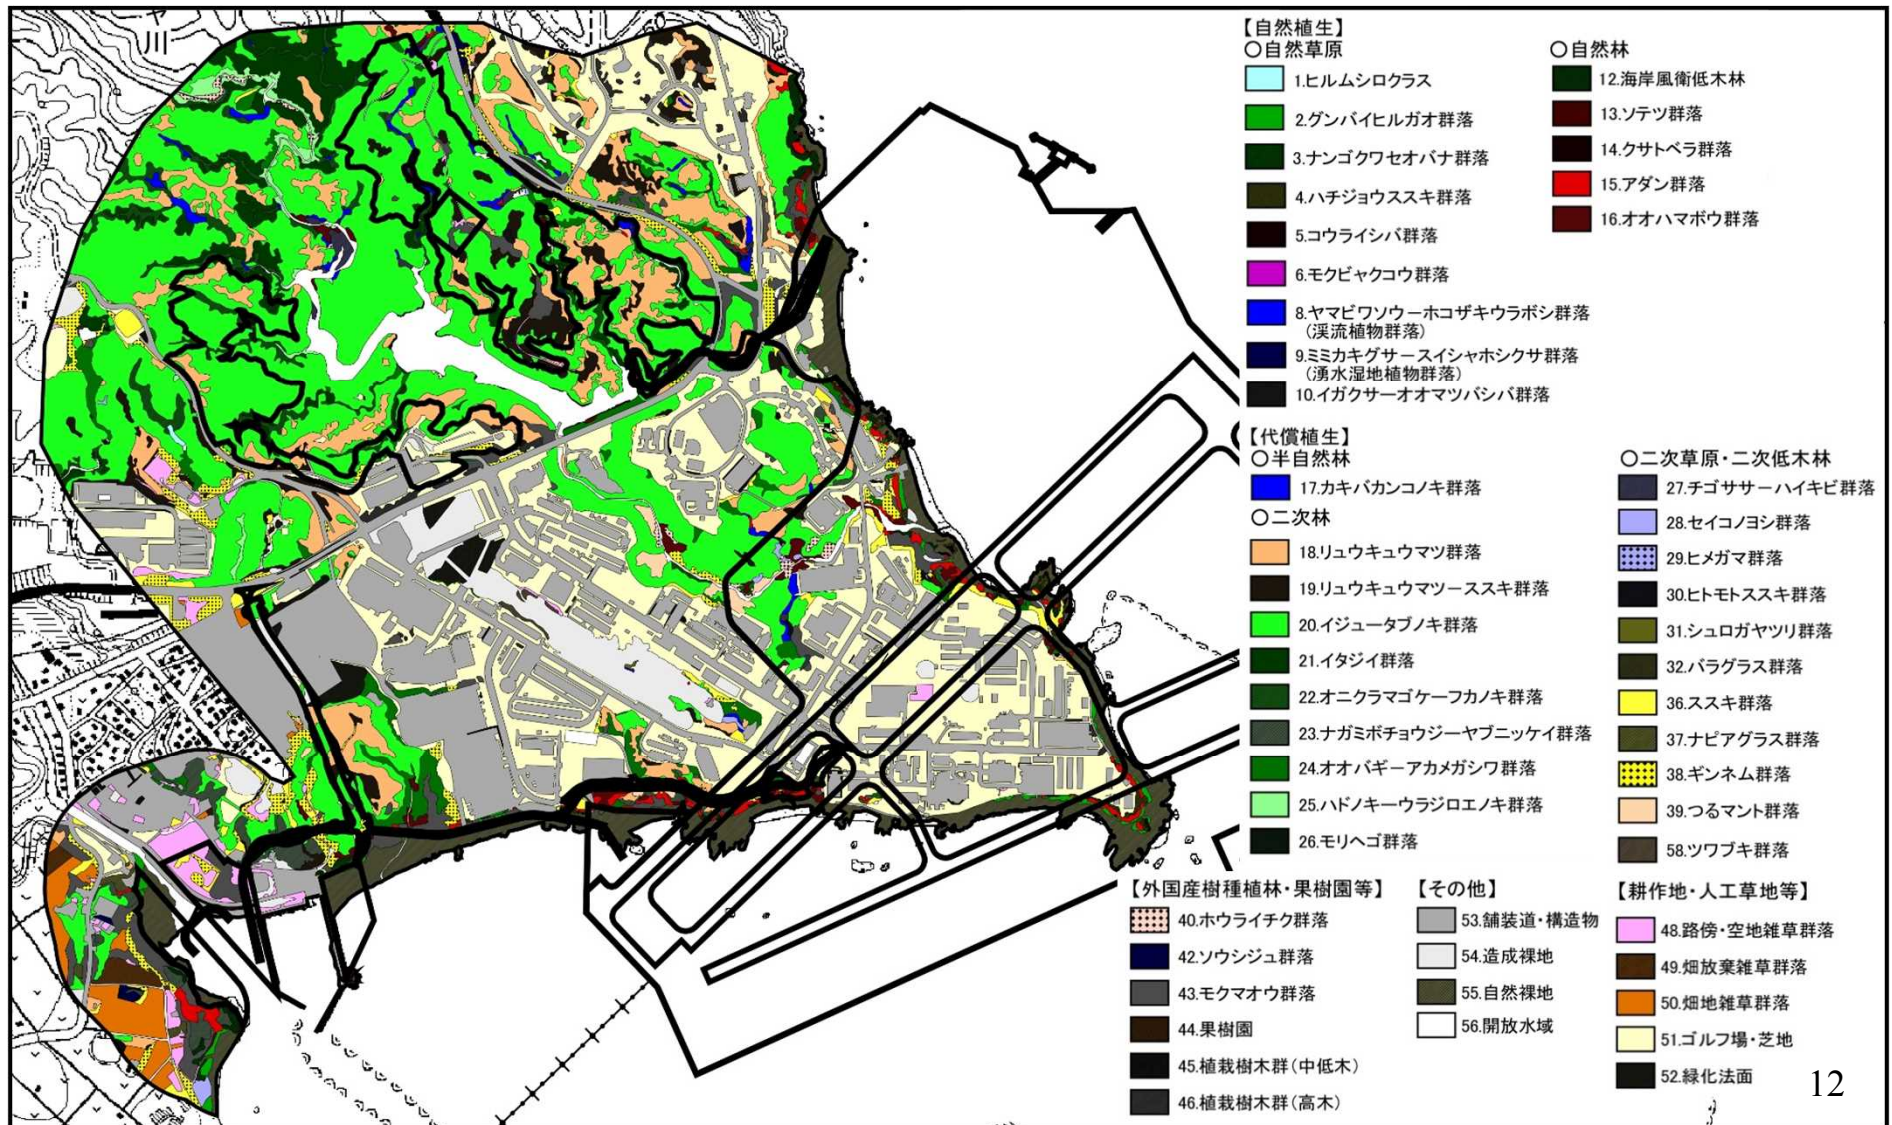 川
【自然植生】
○自然草原
1.ヒルムシロクラス
2.グンバイヒルガオ群落
3.ナンゴクワセオバナ群落
4.ハチジョウススキ群落
5.コウライシバ群落
6.モクビャクコウ群落
8.ヤマビワソウーホコザキウラボシ群落
(渓流植物群落)
9.ミミカキグサースイシャホシクサ群落
(湧水湿地植物群落)
10.イガクサーオオマツバシバ群落
○自然林
12.海岸風衝低木林
13.ソテツ群落
14.クサトベラ群落
15.アダン群落
16.オオハマボウ群落
【代償植生】
○半自然林
17.カキバカンコノキ群落
○二次林
18.リュウキュウマツ群落
19.リュウキュウマツーススキ群落
20.イジュータブノキ群落
21.イタジイ群落
22.オニクラマゴケーフカノキ群落
23.ナガミボチョウジーヤブニッケイ群落
24.オオバギーアカメガシワ群落
25.ハドノキーウラジロエノキ群落
26.モリヘゴ群落
○二次草原・二次低木林
27.チゴザサーハイキビ群落
28.セイコノヨシ群落
29.ヒメガマ群落
30.ヒトモトススキ群落
31.シュロガヤツリ群落
32.パラグラス群落
36.ススキ群落
37.ナピアグラス群落
38.ギンネム群落
39.つるマント群落
58.ツワブキ群落
【外国産樹種植林・果樹園等】
40.ホウライチク群落
42.ソウシジュ群落
43.モクマオウ群落
44.果樹園
45.植栽樹木群(中低木)
46.植栽樹木群(高木)
【その他】
53.舗装道・構造物
54.造成裸地
55.自然裸地
56.開放水域
【耕作地・人工草地等】
48.路傍・空地雑草群落
49.畑放棄雑草群落
50.畑地雑草群落
51.ゴルフ場・芝地
52.緑化法面
12